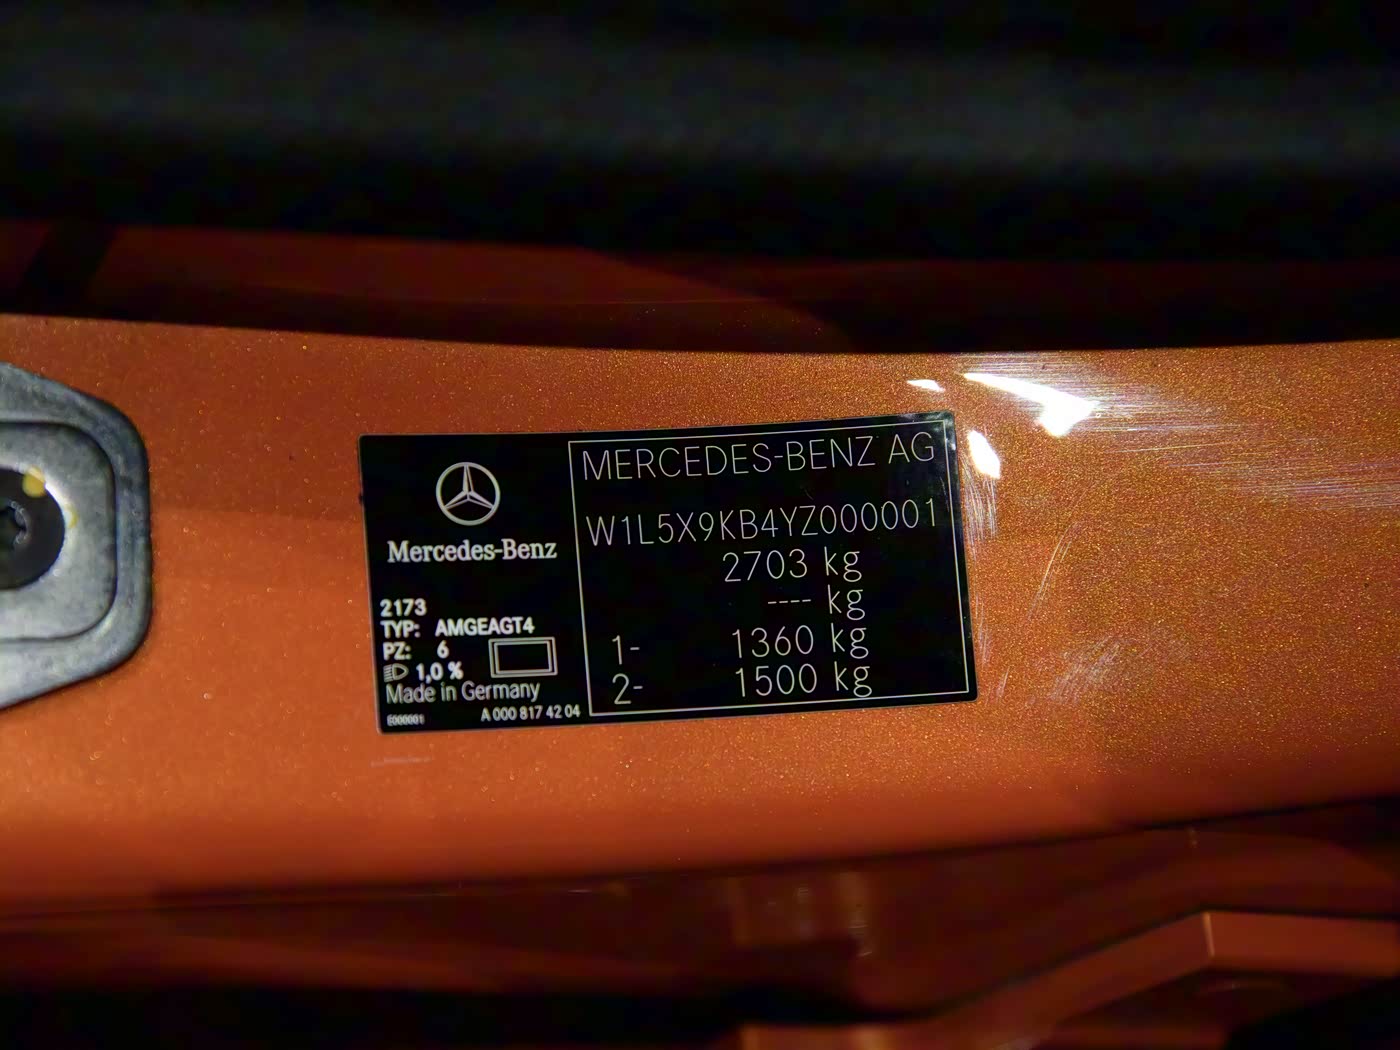 Mercedes-Benz
2173
TYP: AMGEAGT4
PZ: 6
1,0 %
Made in Germany
E000001 A 000 817 42 04
MERCEDES-BENZ AG
W1L5X9KB4YZ000001
2703 kg
---- kg
1- 1360 kg
2- 1500 kg